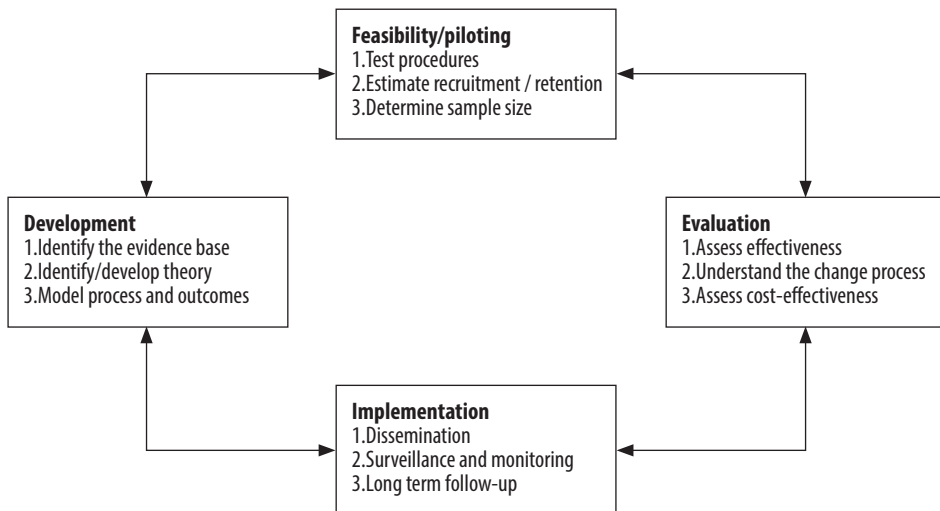 Feasibility/piloting
1.Test procedures
2.Estimate recruitment / retention
3.Determine sample size
Development
1.Identify the evidence base
2.Identify/develop theory
3.Model process and outcomes
Evaluation
1.Assess effectiveness
2.Understand the change process
3.Assess cost-effectiveness
Implementation
1.Dissemination
2.Surveillance and monitoring
3.Long term follow-up